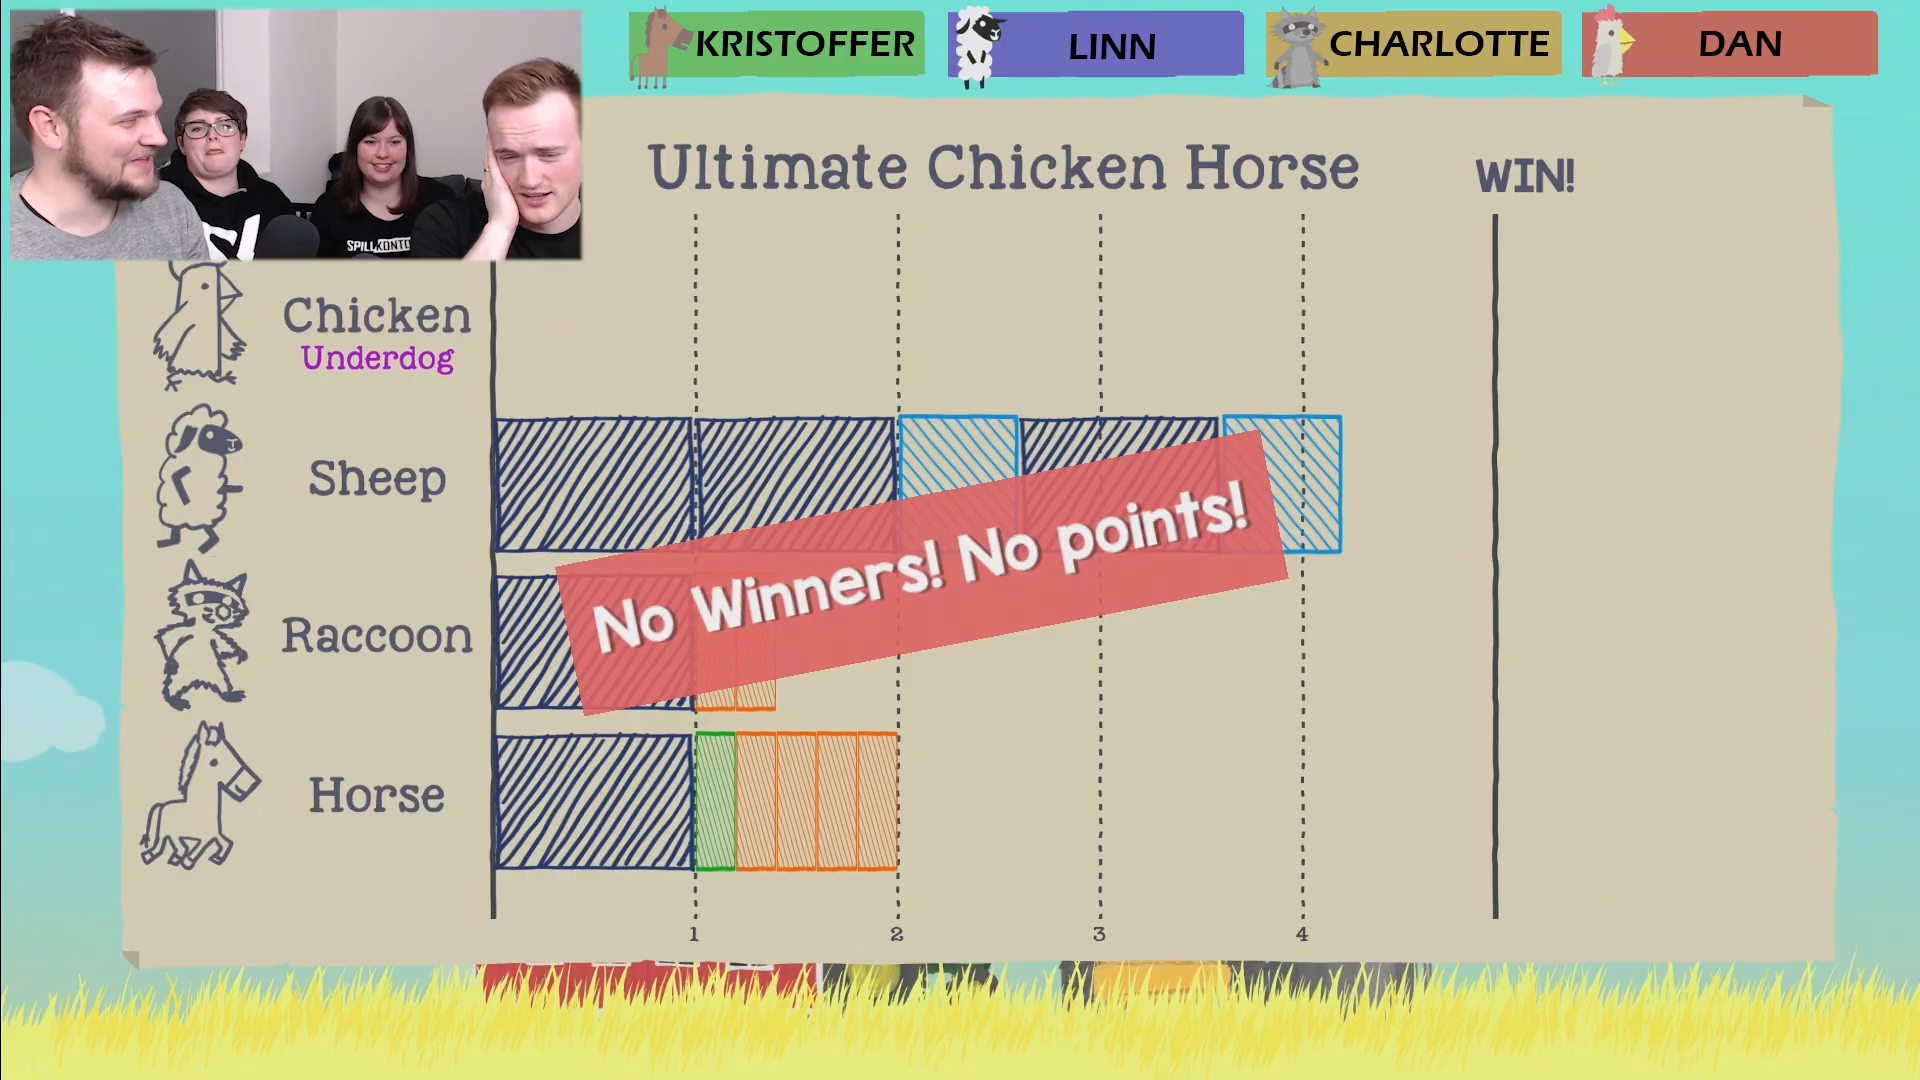 KRISTOFFER
LINN
CHARLOTTE
DAN
SPILLKONTO
Ultimate Chicken Horse
WIN!
Chicken
Underdog
Sheep
Raccoon
Horse
No Winners! No points!
1
2
3
4